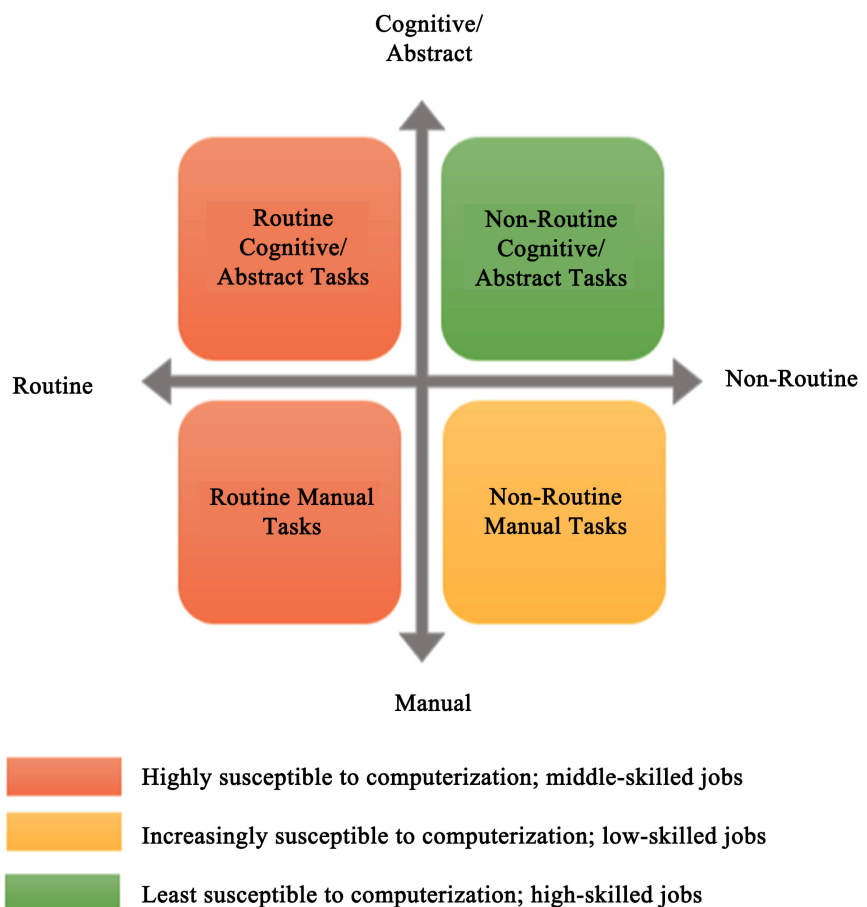 Cognitive/
Abstract
Routine
Cognitive/
Abstract Tasks
Non-Routine
Cognitive/
Abstract Tasks
Routine
Non-Routine
Routine Manual
Tasks
Non-Routine
Manual Tasks
Manual
Highly susceptible to computerization; middle-skilled jobs
Increasingly susceptible to computerization; low-skilled jobs
Least susceptible to computerization; high-skilled jobs